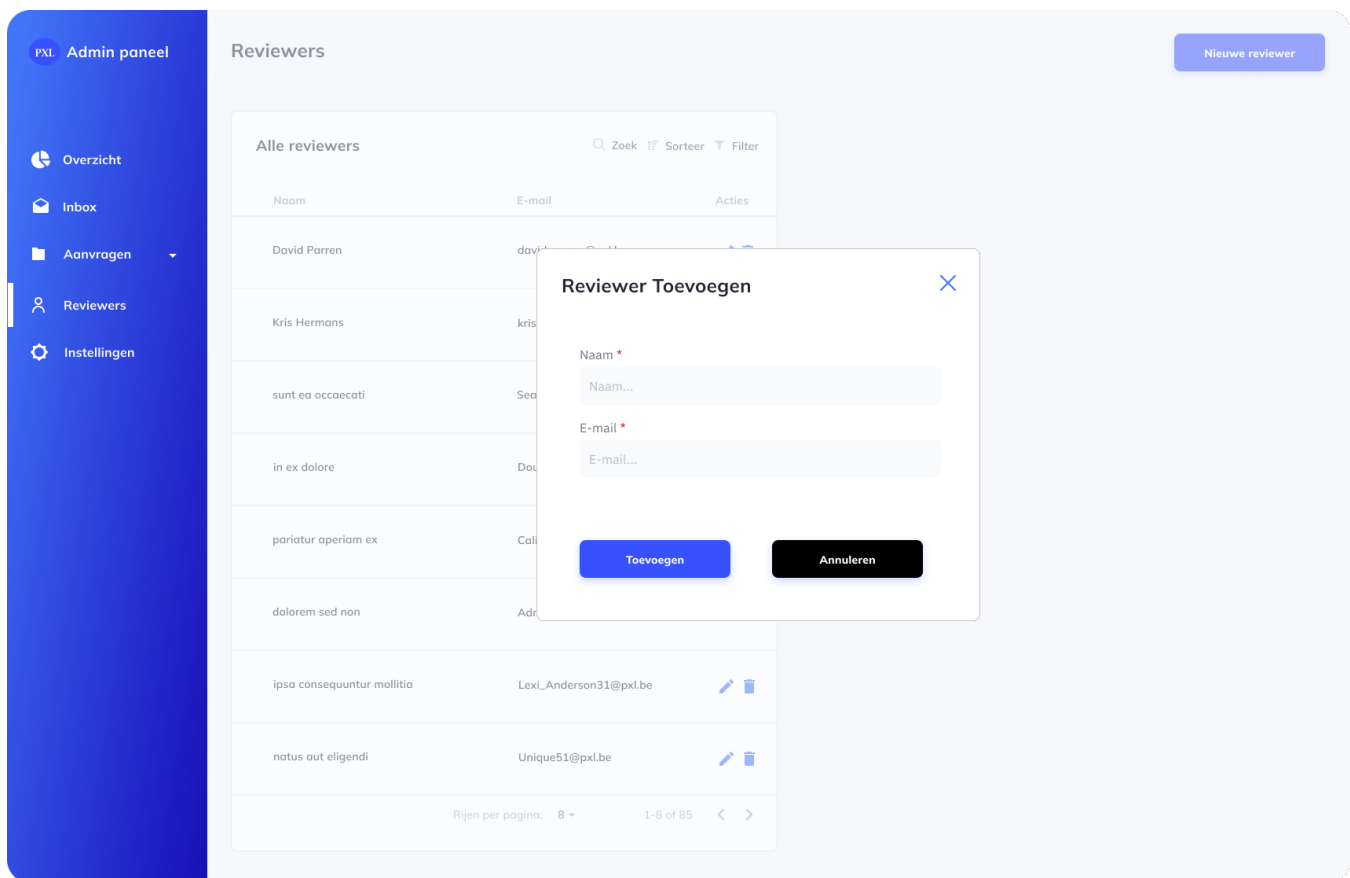 PXL Admin paneel
Overzicht
Inbox
Aanvragen
Reviewers
Instellingen
Reviewers
Nieuwe reviewer
Alle reviewers
Zoek Sorteer Filter
Naam E-mail Acties
David Parren
Kris Hermans kris
sunt ea occaecati Sea
in ex dolore Dou
pariatur aperiam ex Cali
dolorem sed non Adr
ipsa consequuntur mollitia Lexi_Anderson31@pxl.be
natus aut eligendi Unique51@pxl.be
Rijen per pagina: 8 1-8 of 85
Reviewer Toevoegen
Naam *
Naam...
E-mail *
E-mail...
Toevoegen Annuleren